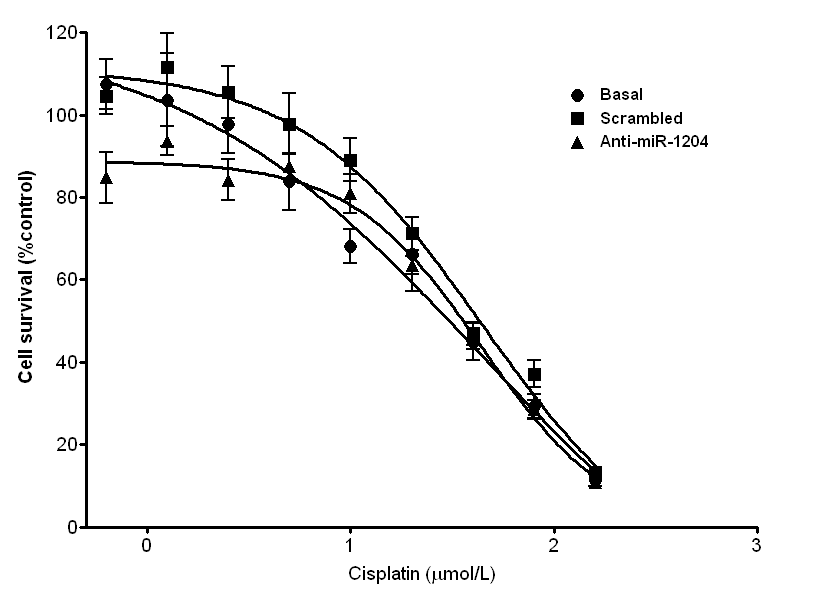 120
100
80
60
40
20
0
Cell survival (%control)
Basal
Scrambled
Anti-miR-1204
0 1 2 3
Cisplatin (μmol/L)